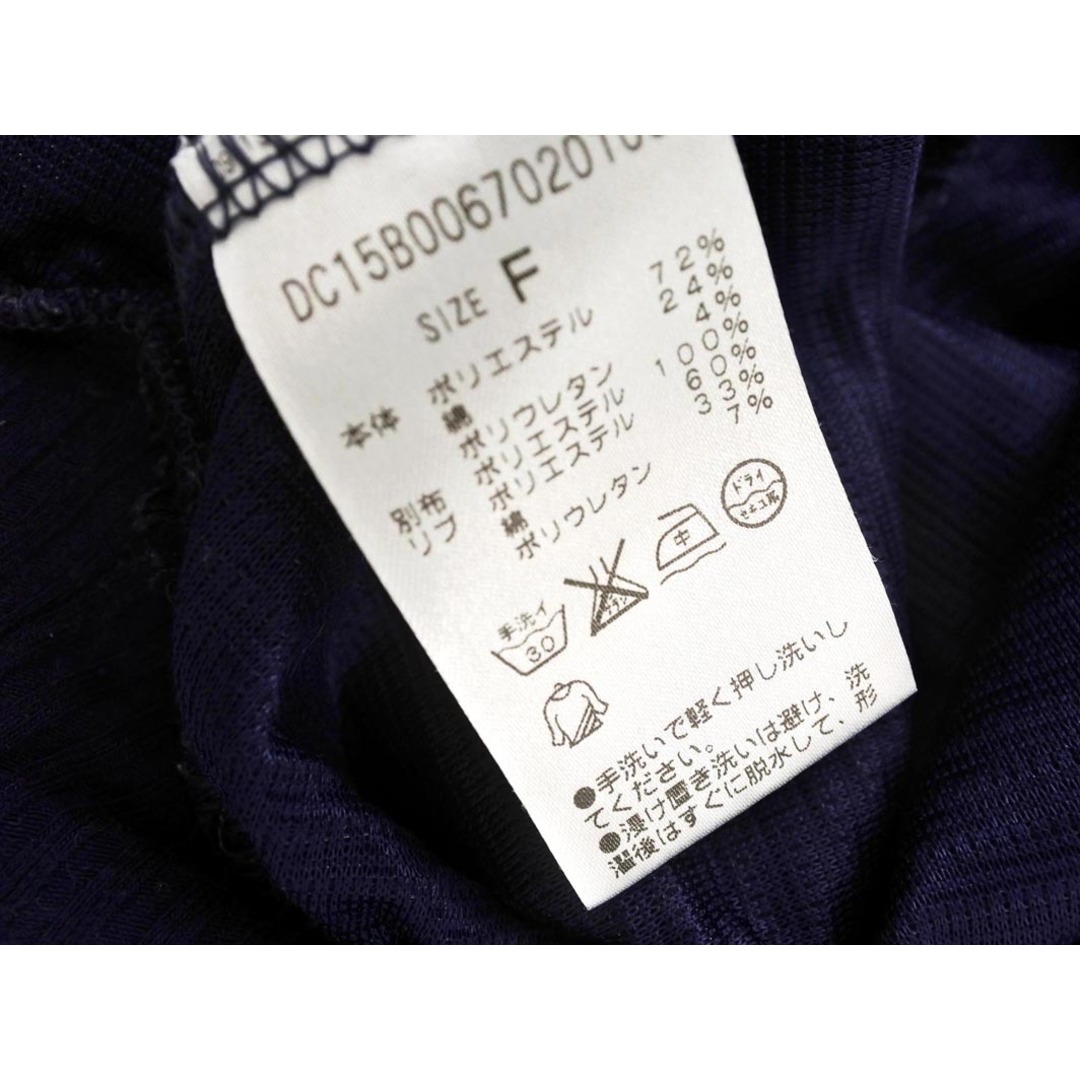 DC15B006702010
SIZE F
本体 ポリエステル 72%
綿 24%
ポリウレタン 4%
別布 ポリエステル 100%
リブ ポリエステル 60%
綿 33%
ポリウレタン 7%
手洗イ
30
中
ドライ
セキユ系
●手洗いで軽く押し洗いし
てください。
●浸け置き洗いは避け、洗
濯後はすぐに脱水して、形